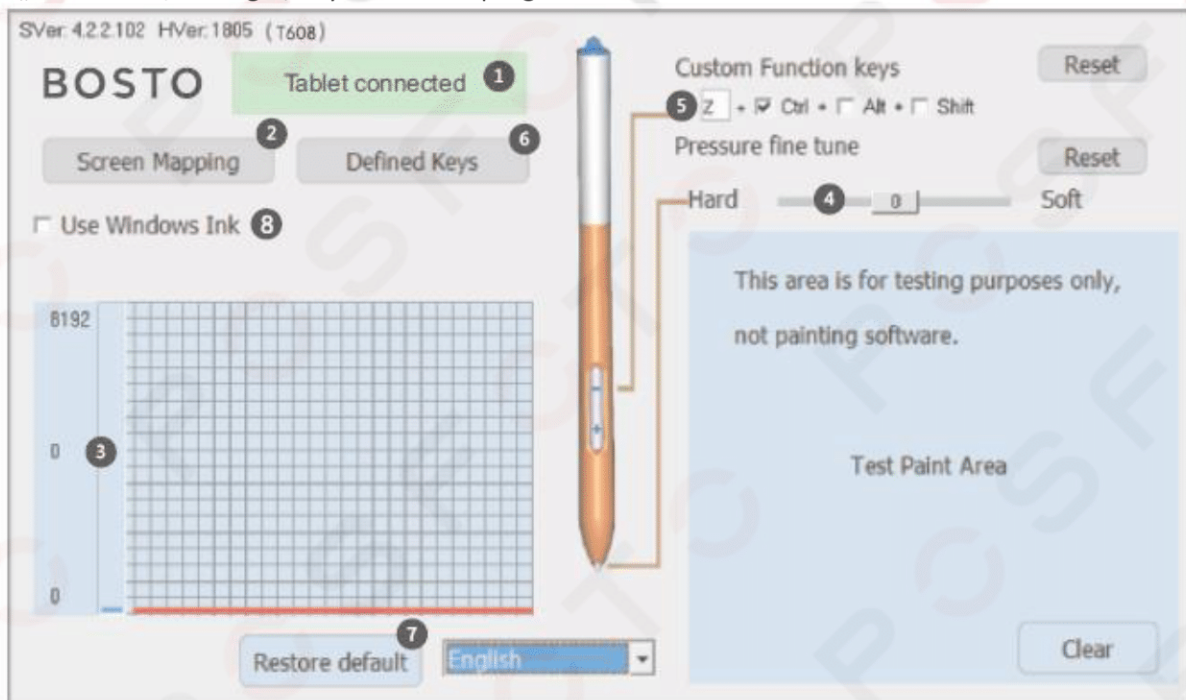 SVer: 4.2.2.102 HVer: 1805 (T608)
BOSTO
Tablet connected 1
2
Screen Mapping
6
Defined Keys
Use Windows Ink 8
8192
0 3
0
7
Restore default
English
Custom Function keys
Reset
5 Z + Ctrl + Alt + Shift
Pressure fine tune
Reset
Hard 4 0 Soft
This area is for testing purposes only,
not painting software.
Test Paint Area
Clear